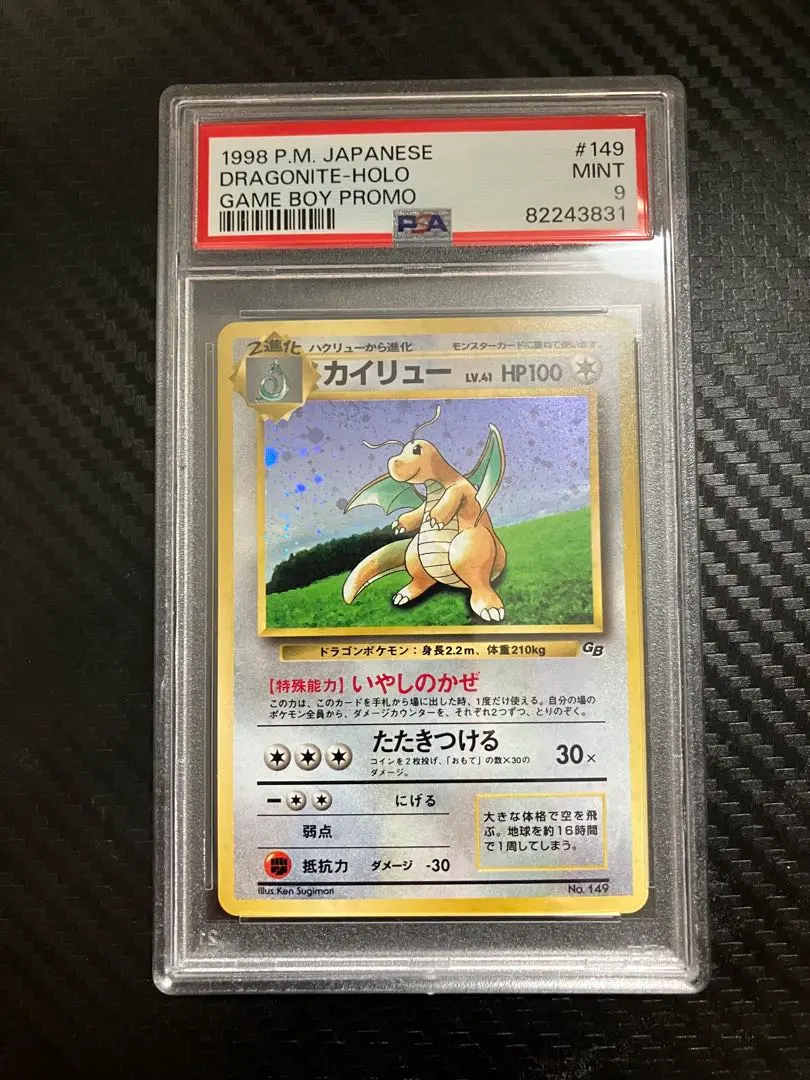 1998 P.M. JAPANESE #149
DRAGONITE-HOLO MINT
GAME BOY PROMO 9
PSA 82243831
2進化 ハクリューから進化 モンスターカードに重ねて使います。
カイリュー LV.41 HP100
ドラゴンポケモン:身長2.2m、体重210kg GB
【特殊能力】いやしのかぜ
この力は、このカードを手札から場に出した時、1度だけ使える。自分の場の
ポケモン全員から、ダメージカウンターを、それぞれ2つずつ、とりのぞく。
たたきつける 30×
コインを2枚投げ、「おもて」の数×30の
ダメージ。
にげる
弱点
抵抗力 ダメージ -30
大きな体格で空を飛
ぶ。地球を約16時間
で1周してしまう。
Illus.Ken Sugimori No. 149